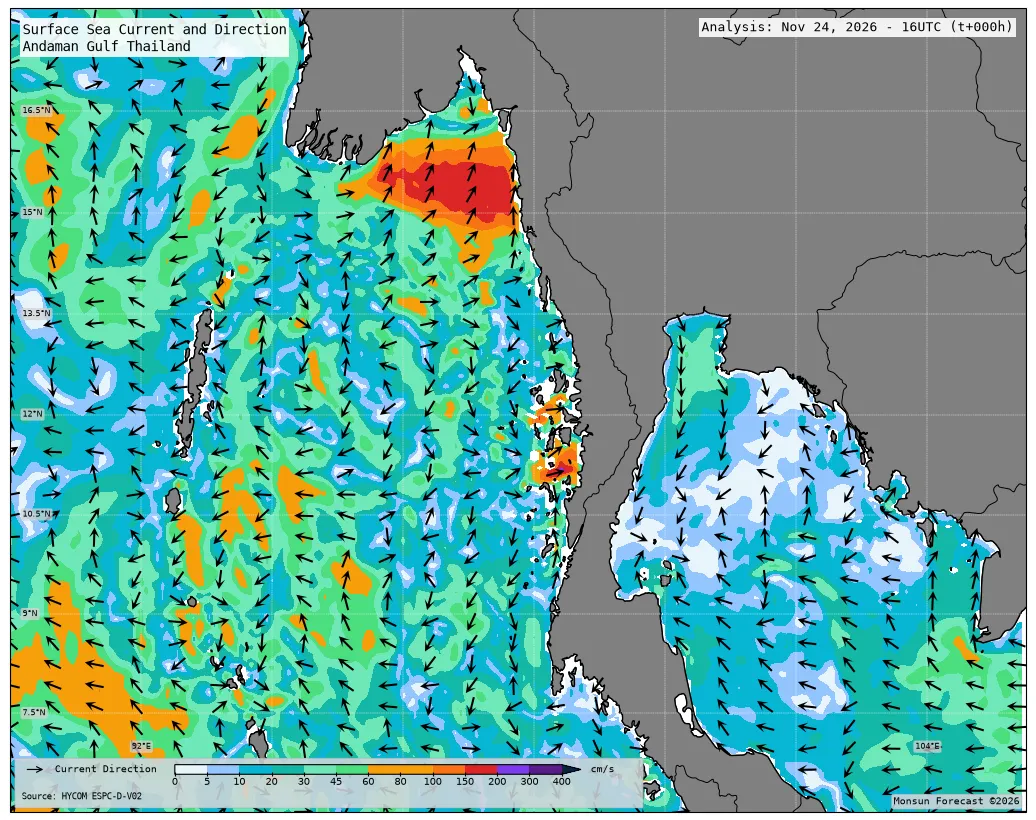 Surface Sea Current and Direction
Andaman Gulf Thailand
Analysis: Nov 24, 2026 - 16UTC (t+000h)
16.5°N
15°N
13.5°N
12°N
10.5°N
9°N
7.5°N
92°E
104°E
Current Direction
0 5 10 20 30 45 60 80 100 150 200 300 400
cm/s
Source: HYCOM ESPC-D-V02
Monsun Forecast ©2026